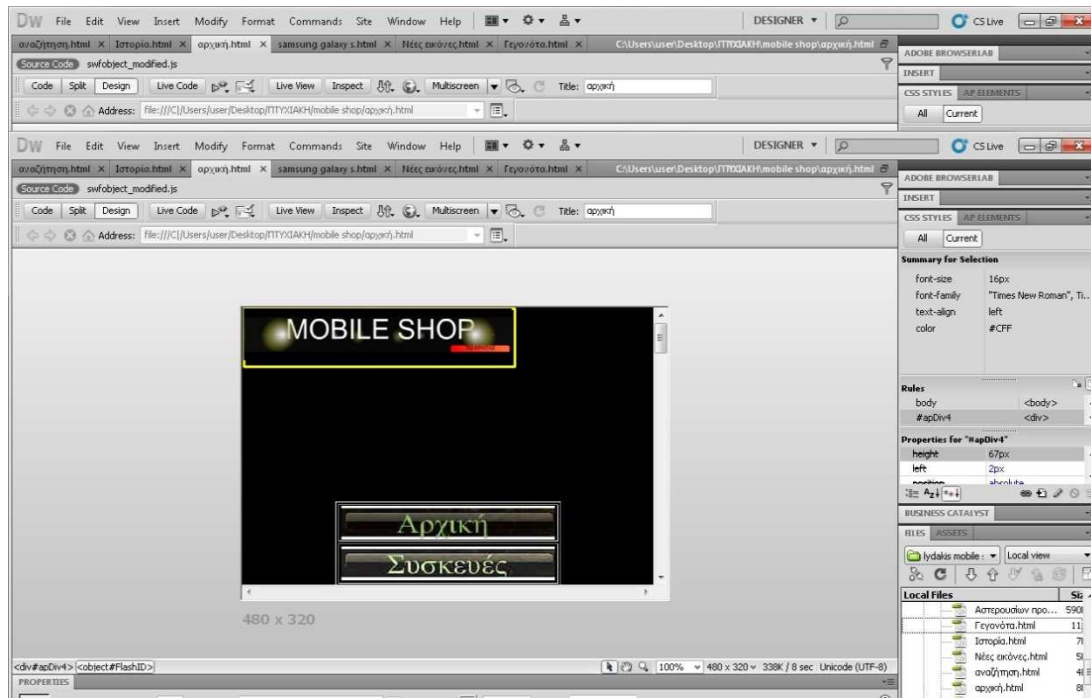 DW File Edit View Insert Modify Format Commands Site Window Help DESIGNER CS Live
αναζήτηση.html × Ιστορία.html × αρχική.html × samsung galaxy s.html × Νέες εικόνες.html × Γεγονότα.html × C:\Users\user\Desktop\ΠΤΥΧΙΑΚΗ\mobile shop\αρχική.html
Source Code swfobject_modified.js
Code Split Design Live Code Live View Inspect Multiscreen Title: αρχική
Address: file:///C|/Users/user/Desktop/ΠΤΥΧΙΑΚΗ/mobile shop/αρχική.html
ADOBE BROWSERLAB
INSERT
CSS STYLES AP ELEMENTS
All Current
DW File Edit View Insert Modify Format Commands Site Window Help DESIGNER CS Live
αναζήτηση.html × Ιστορία.html × αρχική.html × samsung galaxy s.html × Νέες εικόνες.html × Γεγονότα.html × C:\Users\user\Desktop\ΠΤΥΧΙΑΚΗ\mobile shop\αρχική.html
Source Code swfobject_modified.js
Code Split Design Live Code Live View Inspect Multiscreen Title: αρχική
Address: file:///C|/Users/user/Desktop/ΠΤΥΧΙΑΚΗ/mobile shop/αρχική.html
MOBILE SHOP
Αρχική
Συσκευές
480 x 320
<div#apDiv4> <object#FlashID> 100% 480 x 320 338K / 8 sec Unicode (UTF-8)
PROPERTIES
ADOBE BROWSERLAB
INSERT
CSS STYLES AP ELEMENTS
All Current
Summary for Selection
font-size 16px
font-family "Times New Roman", Ti...
text-align left
color #CFF
Rules
body <body>
#apDiv4 <div>
Properties for "#apDiv4"
height 67px
left 2px
position absolute
BUSINESS CATALYST
FILES ASSETS
lydakis mobile Local view
Local Files
Αστερουσίων προ...
Γεγονότα.html
Ιστορία.html
Νέες εικόνες.html
αναζήτηση.html
αρχική.html